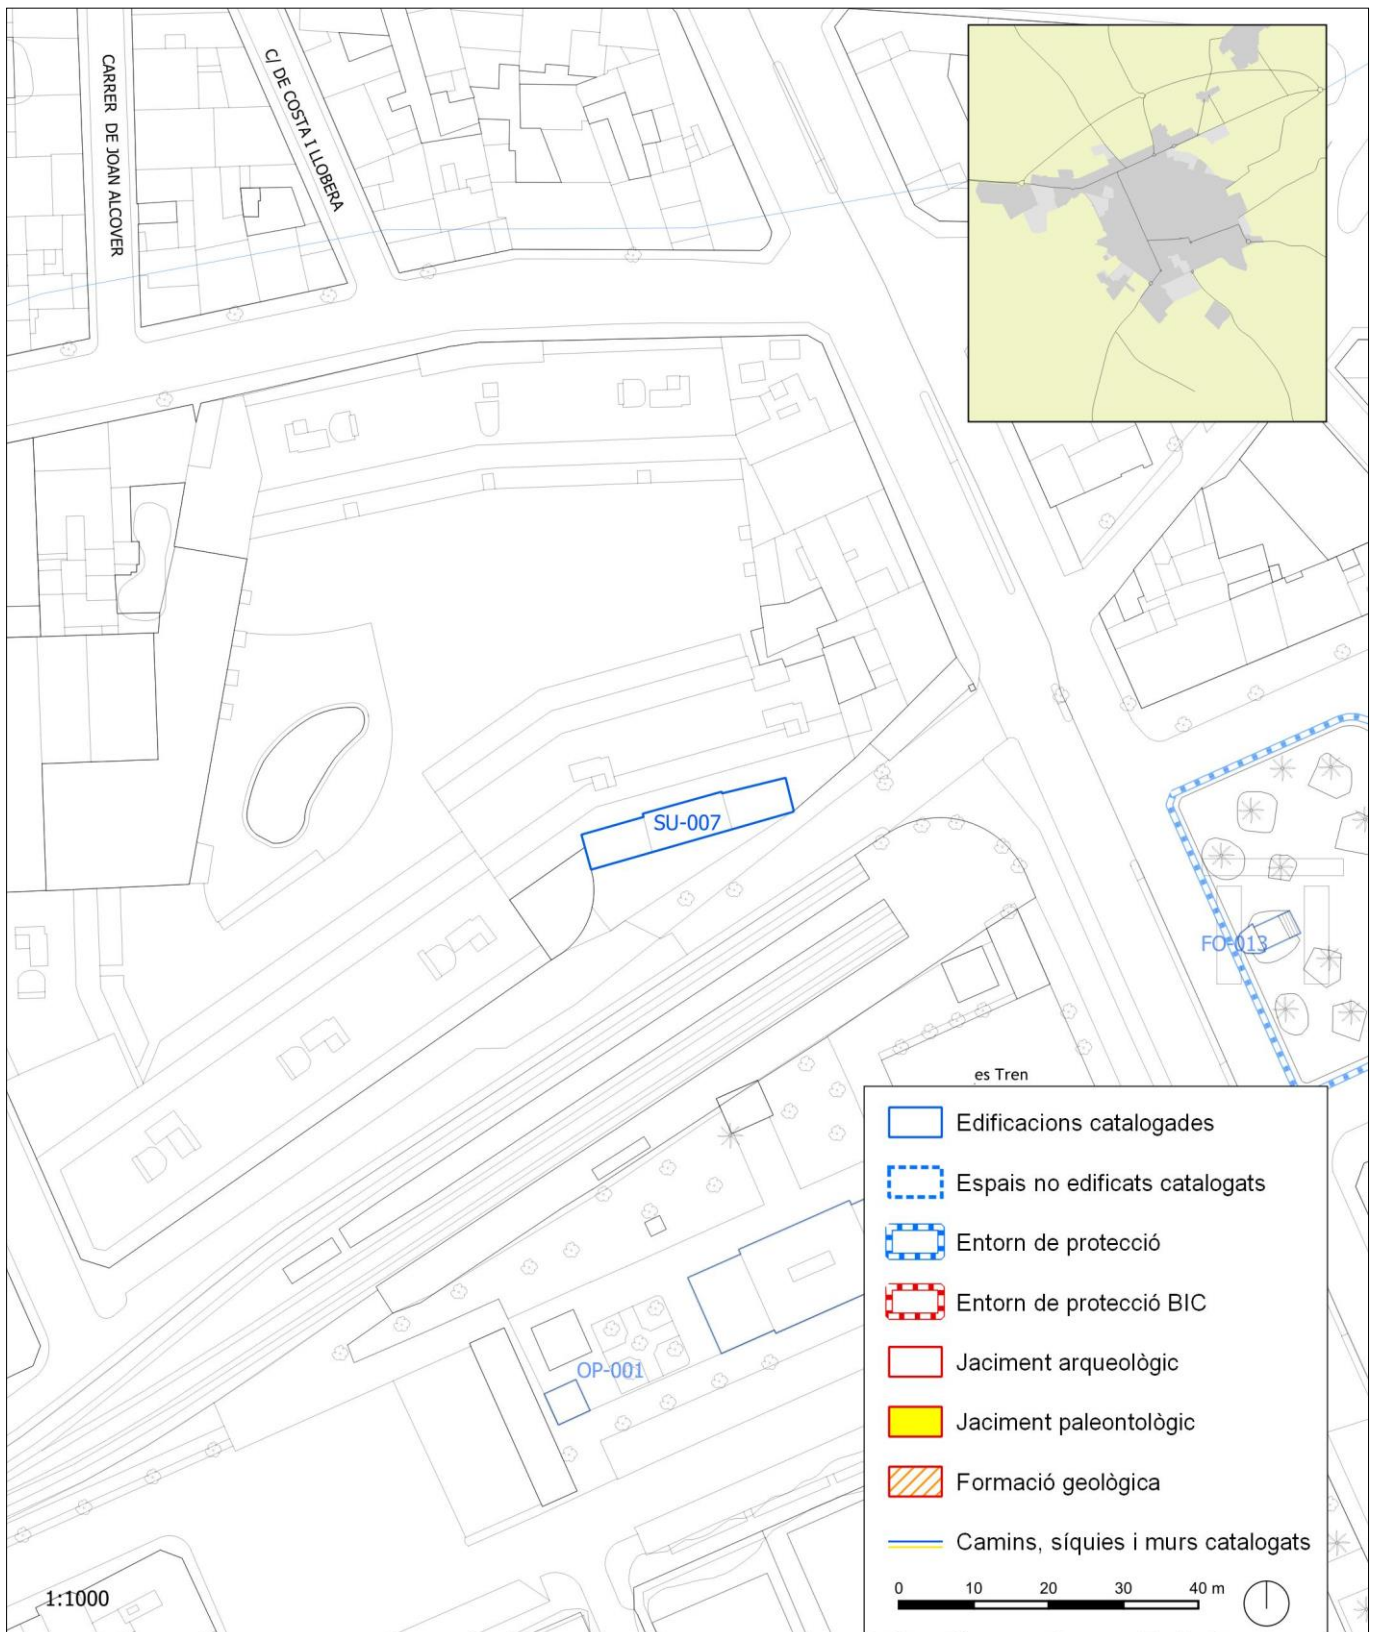 CARRER DE JOAN ALCOVER
C/ DE COSTA I LLOBERA
SU-007
FO-013
es Tren
OP-001
Edificacions catalogades
Espais no edificats catalogats
Entorn de protecció
Entorn de protecció BIC
Jaciment arqueològic
Jaciment paleontològic
Formació geològica
Camins, síquies i murs catalogats
0 10 20 30 40 m
1:1000